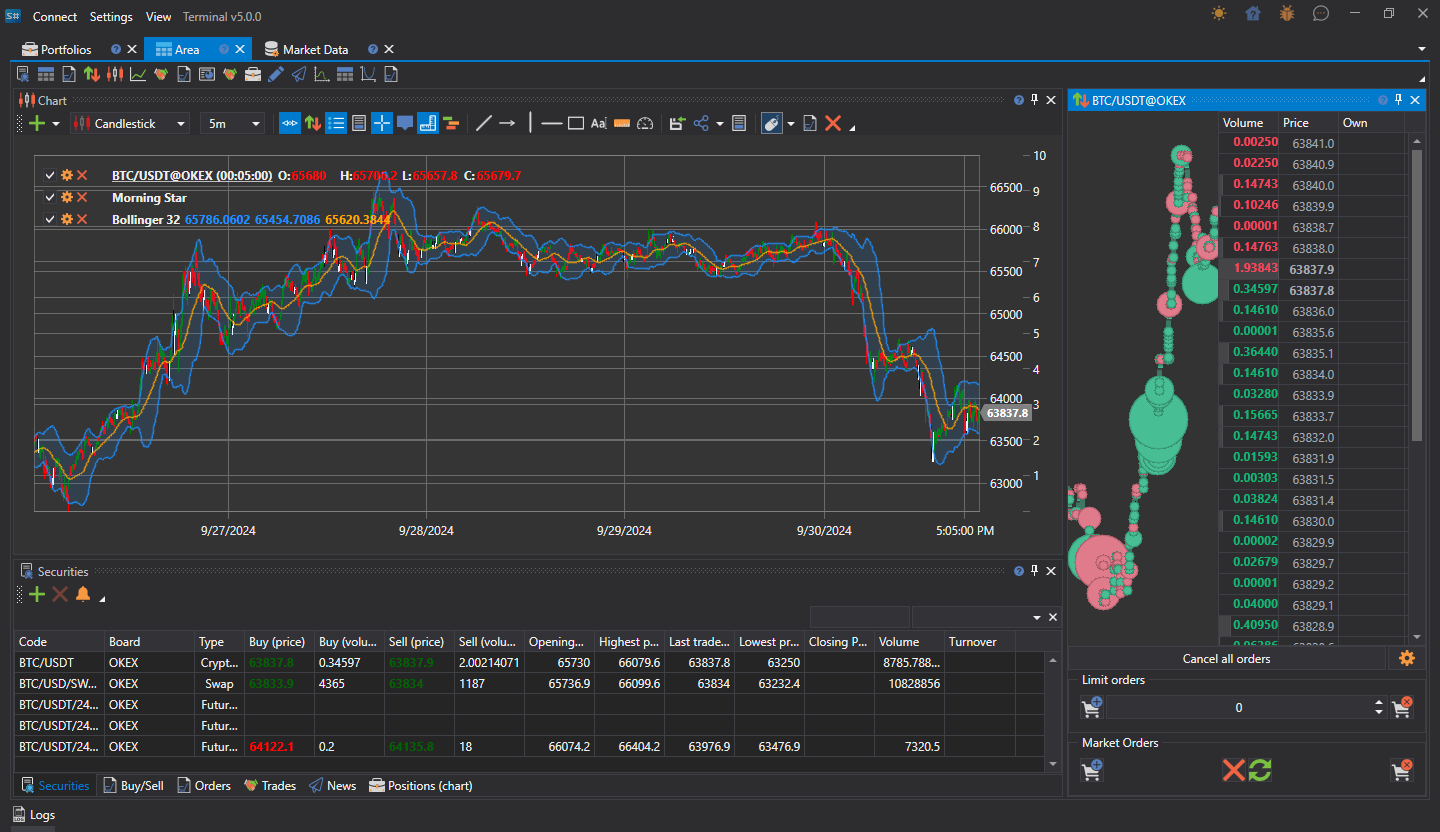 S# Connect Settings View Terminal v5.0.0
Portfolios Area Market Data
Chart
Candlestick 5m Aa
BTC/USDT@OKEX (00:05:00) O:65680 H:65706.2 L:65657.8 C:65679.7
Morning Star
Bollinger 32 65786.0602 65454.7086 65620.3844
10
66500 9
66000 8
65500 7
65000 6
5
64500 4
64000 3
63837.8
63500 2
63000 1
9/27/2024 9/28/2024 9/29/2024 9/30/2024 5:05:00 PM
Securities
Code Board Type Buy (price) Buy (volu... Sell (price) Sell (volu... Opening... Highest p... Last trade... Lowest pr... Closing P... Volume Turnover
BTC/USDT OKEX Crypt... 63837.8 0.34597 63837.9 2.00214071 65730 66079.6 63837.8 63250 8785.788...
BTC/USD/SW... OKEX Swap 63833.9 4365 63834 1187 65736.9 66099.6 63834 63232.4 10828856
BTC/USDT/24... OKEX Futur...
BTC/USDT/24... OKEX Futur...
BTC/USDT/24... OKEX Futur... 64122.1 0.2 64135.8 18 66074.2 66404.2 63976.9 63476.9 7320.5
Securities Buy/Sell Orders Trades News Positions (chart)
Logs
BTC/USDT@OKEX
Volume Price Own
0.00250 63841.0
0.02250 63840.9
0.14743 63840.0
0.10246 63839.9
0.00001 63838.7
0.14763 63838.0
1.93843 63837.9
0.34597 63837.8
0.14610 63836.0
0.00001 63835.6
0.36440 63835.1
0.14610 63834.0
0.03280 63833.9
0.15665 63833.7
0.14743 63832.0
0.01593 63831.9
0.00303 63831.5
0.03824 63831.4
0.14610 63830.0
0.00002 63829.9
0.02679 63829.7
0.00001 63829.2
0.04000 63829.1
0.40950 63828.9
Cancel all orders
Limit orders
0
Market Orders